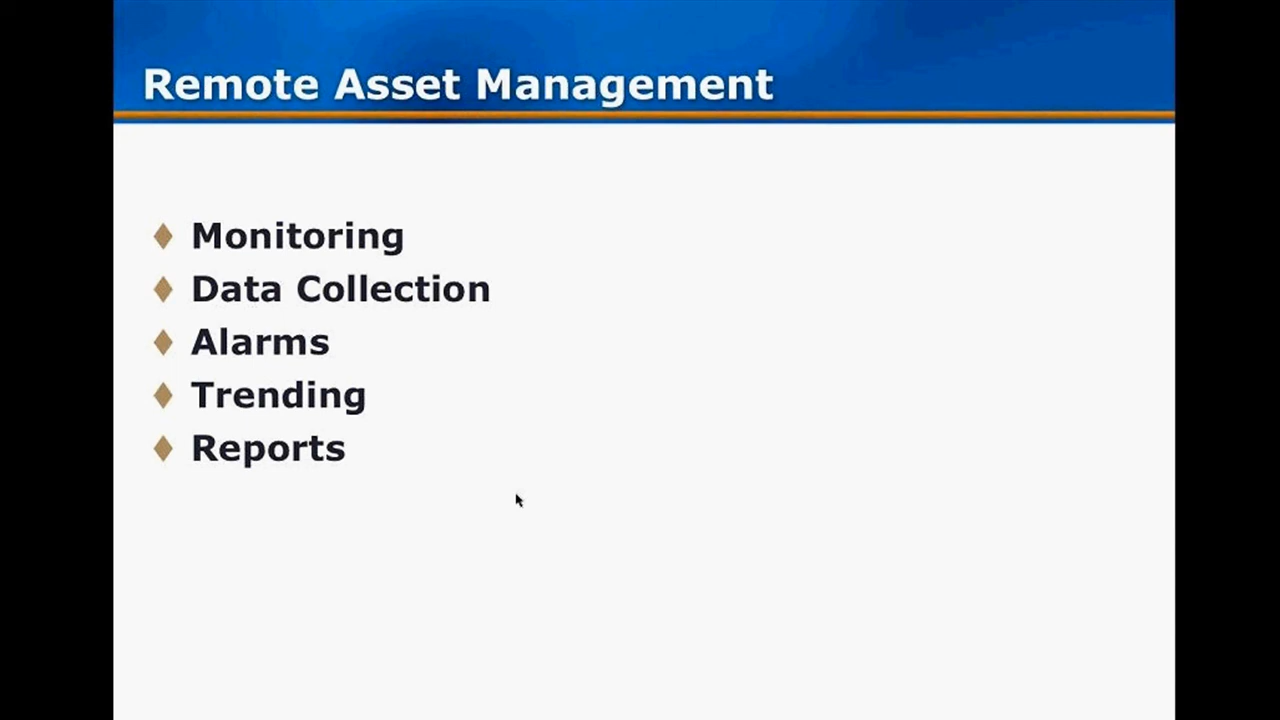 Remote Asset Management
Monitoring
Data Collection
Alarms
Trending
Reports